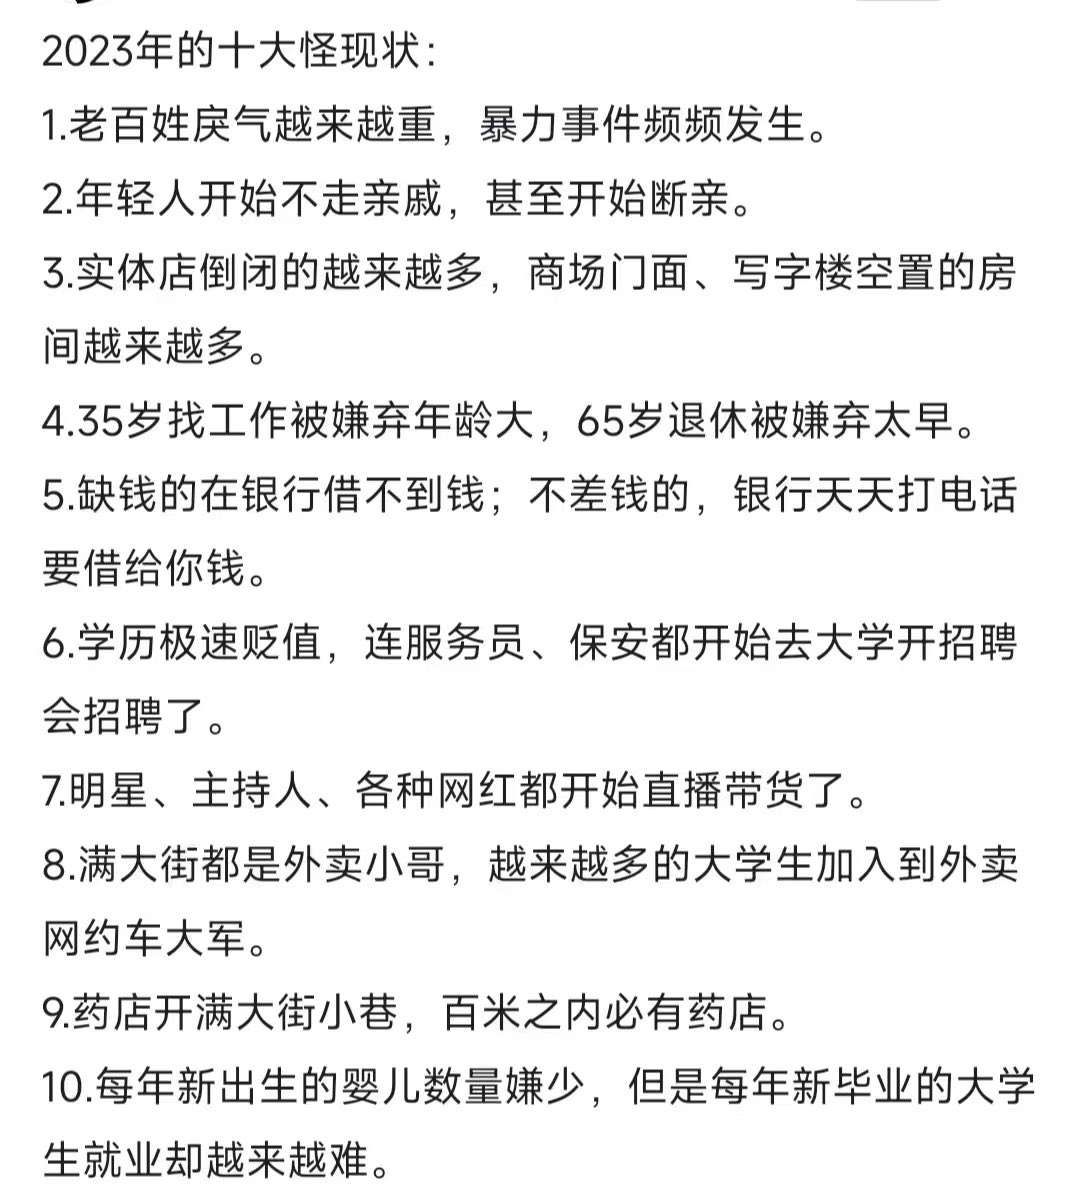 2023年的十大怪现状：
1.老百姓戾气越来越重，暴力事件频频发生。
2.年轻人开始不走亲戚，甚至开始断亲。
3.实体店倒闭的越来越多，商场门面、写字楼空置的房
间越来越多。
4.35岁找工作被嫌弃年龄大，65岁退休被嫌弃太早。
5.缺钱的在银行借不到钱；不差钱的，银行天天打电话
要借给你钱。
6.学历极速贬值，连服务员、保安都开始去大学开招聘
会招聘了。
7.明星、主持人、各种网红都开始直播带货了。
8.满大街都是外卖小哥，越来越多的大学生加入到外卖
网约车大军。
9.药店开满大街小巷，百米之内必有药店。
10.每年新出生的婴儿数量嫌少，但是每年新毕业的大学
生就业却越来越难。